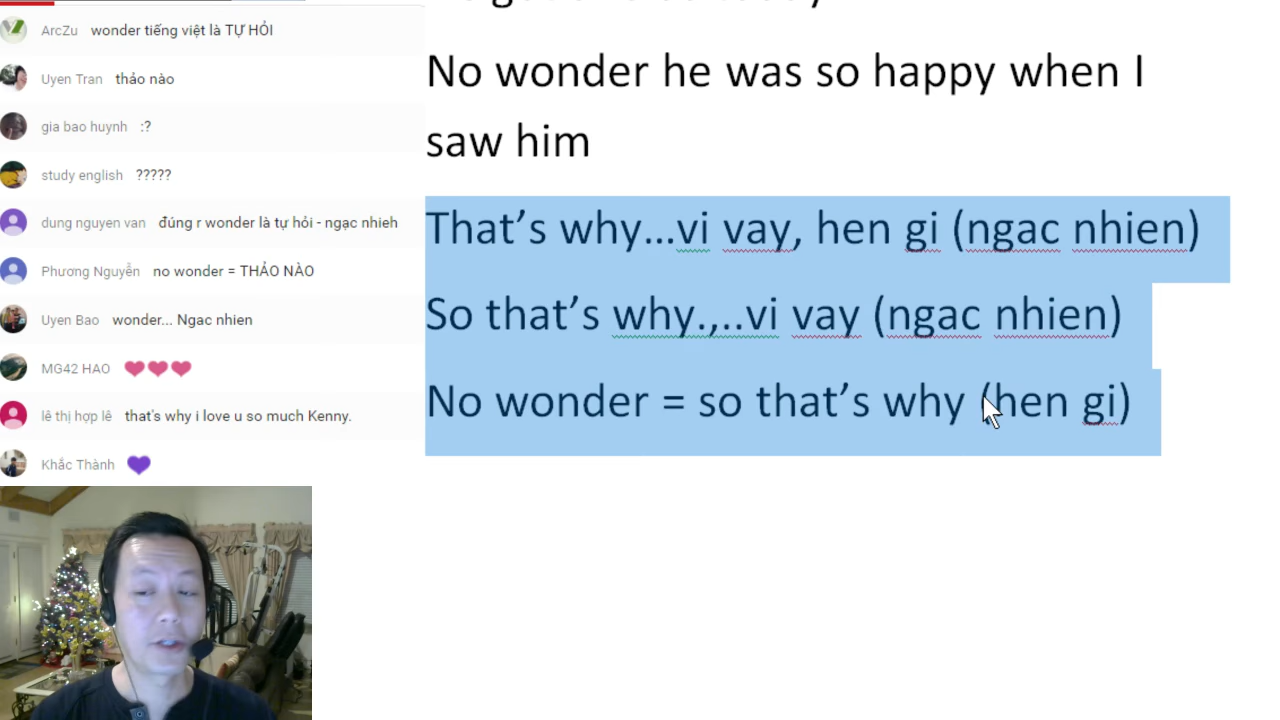 ArcZu wonder tiếng việt là TỰ HỎI
Uyen Tran thảo nào
gia bao huynh :?
study english ?????
dung nguyen van đúng r wonder là tự hỏi - ngạc nhieh
Phương Nguyễn no wonder = THẢO NÀO
Uyen Bao wonder... Ngac nhien
MG42 HAO
lê thị hợp lê that's why i love u so much Kenny.
Khắc Thành
No wonder he was so happy when I
saw him
That’s why...vi vay, hen gi (ngac nhien)
So that’s why.,..vi vay (ngac nhien)
No wonder = so that’s why (hen gi)